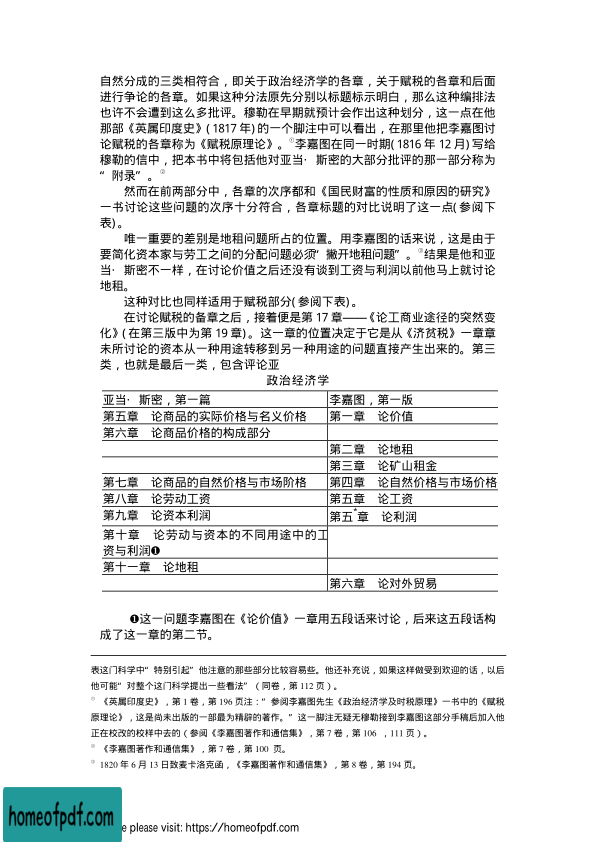 自然分成的三类相符合，即关于政治经济学的各章，关于赋税的各章和后面
进行争论的各章。如果这种分法原先分别以标题标示明白，那么这种编排法
也许不会遭到这么多批评。穆勒在早期就预计会作出这种划分，这一点在他
那部《英属印度史》(1817年)的一个脚注中可以看出，在那里他把李嘉图讨
论赋税的各章称为《赋税原理论》。①李嘉图在同一时期(1816年12月)写给
穆勒的信中，把本书中将包括他对亚当·斯密的大部分批评的那一部分称为
“附录”。②
然而在前两部分中，各章的次序都和《国民财富的性质和原因的研究》
一书讨论这些问题的次序十分符合，各章标题的对比说明了这一点(参阅下
表)。
唯一重要的差别是地租问题所占的位置。用李嘉图的话来说，这是由于
要简化资本家与劳工之间的分配问题必须“撇开地租问题”。③结果是他和亚
当·斯密不一样，在讨论价值之后还没有谈到工资与利润以前他马上就讨论
地租。
这种对比也同样适用于赋税部分(参阅下表)。
在讨论赋税的备章之后，接着便是第17章——《论工商业途径的突然变
化》(在第三版中为第19章)。这一章的位置决定于它是从《济贫税》一章章
未所讨论的资本从一种用途转移到另一种用途的问题直接产生出来的。第三
类，也就是最后一类，包含评论亚
政治经济学
亚当·斯密，第一篇 李嘉图，第一版
第五章 论商品的实际价格与名义价格 第一章 论价值
第六章 论商品价格的构成部分
第二章 论地租
第三章 论矿山租金
第七章 论商品的自然价格与市场阶格 第四章 论自然价格与市场价格
第八章 论劳动工资 第五章 论工资
第九章 论资本利润 第五*章 论利润
第十章 论劳动与资本的不同用途中的工
资与利润❶
第十一章 论地租
第六章 论对外贸易
❶这一问题李嘉图在《论价值》一章用五段话来讨论，后来这五段话构
成了这一章的第二节。
表这门科学中“特别引起”他注意的那些部分比较容易些。他还补充说，如果这样做受到欢迎的话，以后
他可能“对整个这门科学提出一些看法”（同卷，第112页）。
① 《英属印度史》，第1卷，第196页注：“参阅李嘉图先生《政治经济学及时税原理》一书中的《赋税
原理论》，这是尚未出版的一部最为精辟的著作。”这一脚注无疑无穆勒接到李嘉图这部分手稿后加入他
正在校改的校样中去的（参阅《李嘉图著作和通信集》，第7卷，第106 ，111页）。
② 《李嘉图著作和通信集》，第7卷，第100 页。
③ 1820年6月13日致麦卡洛克函，《李嘉图著作和通信集》，第8卷，第194页。
homeofpdf.com
e please visit: https://homeofpdf.com